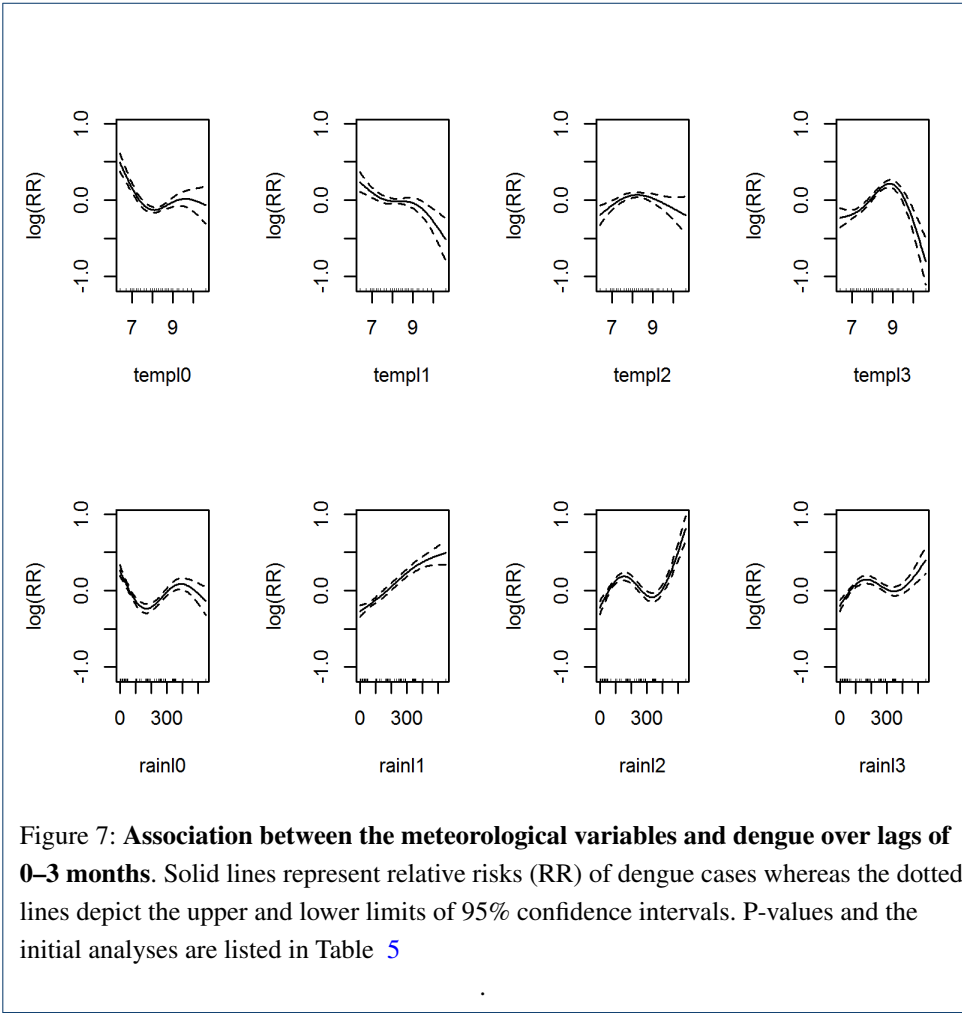 log(RR) -1.0 0.0 1.0 7 9 templ0
log(RR) -1.0 0.0 1.0 7 9 templ1
log(RR) -1.0 0.0 1.0 7 9 templ2
log(RR) -1.0 0.0 1.0 7 9 templ3
log(RR) -1.0 0.0 1.0 0 300 rainl0
log(RR) -1.0 0.0 1.0 0 300 rainl1
log(RR) -1.0 0.0 1.0 0 300 rainl2
log(RR) -1.0 0.0 1.0 0 300 rainl3
Figure 7: Association between the meteorological variables and dengue over lags of
0–3 months. Solid lines represent relative risks (RR) of dengue cases whereas the dotted
lines depict the upper and lower limits of 95% confidence intervals. P-values and the
initial analyses are listed in Table 5
.